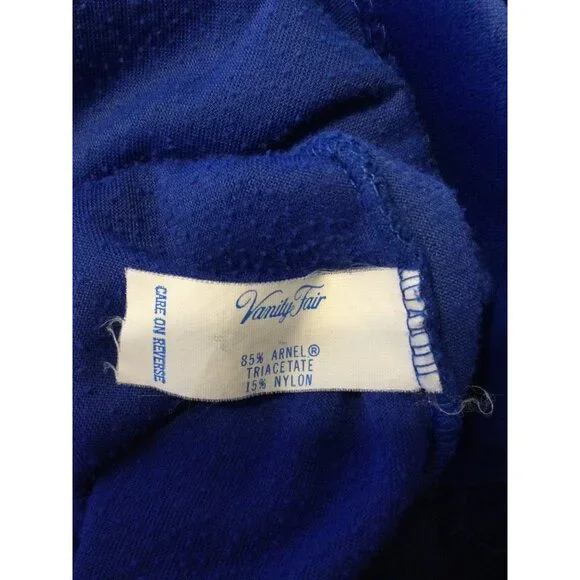 Vanity Fair
85% ARNEL®
TRIACETATE
15% NYLON
CARE ON REVERSE